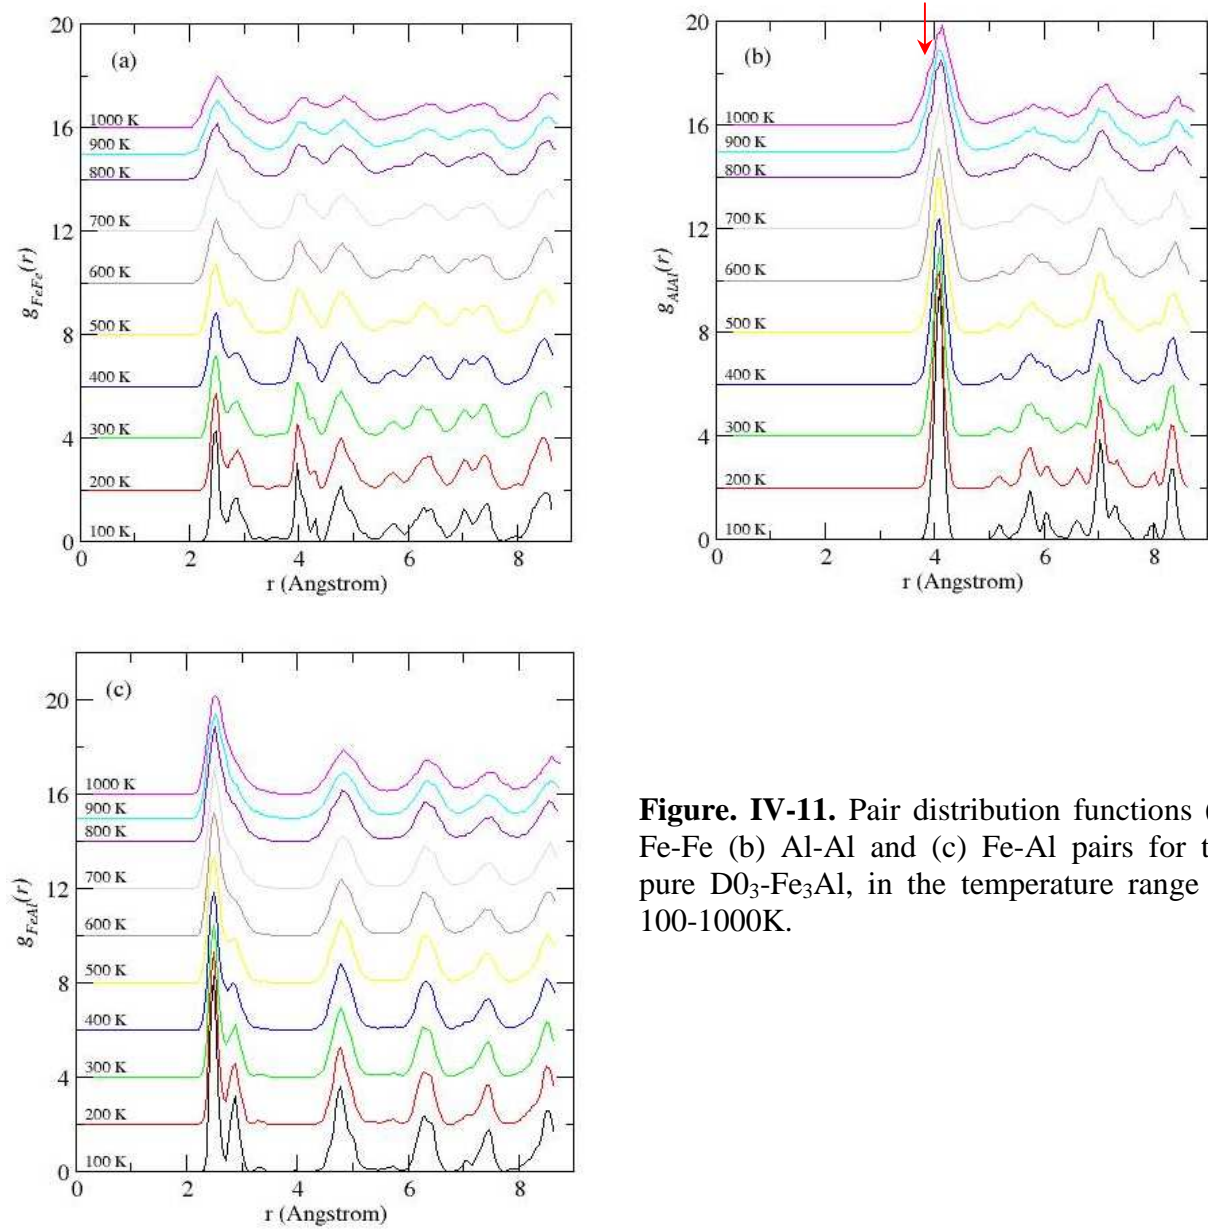 (a)
20
16
12
8
4
0
1000 K
900 K
800 K
700 K
600 K
500 K
400 K
300 K
200 K
100 K
0 2 4 6 8
r (Angstrom)
gFeFe(r)
(b)
20
16
12
8
4
0
1000 K
900 K
800 K
700 K
600 K
500 K
400 K
300 K
200 K
100 K
0 2 4 6 8
r (Angstrom)
gAlAl(r)
(c)
20
16
12
8
4
0
1000 K
900 K
800 K
700 K
600 K
500 K
400 K
300 K
200 K
100 K
0 2 4 6 8
r (Angstrom)
gFeAl(r)
Figure. IV-11. Pair distribution functions (
Fe-Fe (b) Al-Al and (c) Fe-Al pairs for t
pure D0₃-Fe₃Al, in the temperature range
100-1000K.